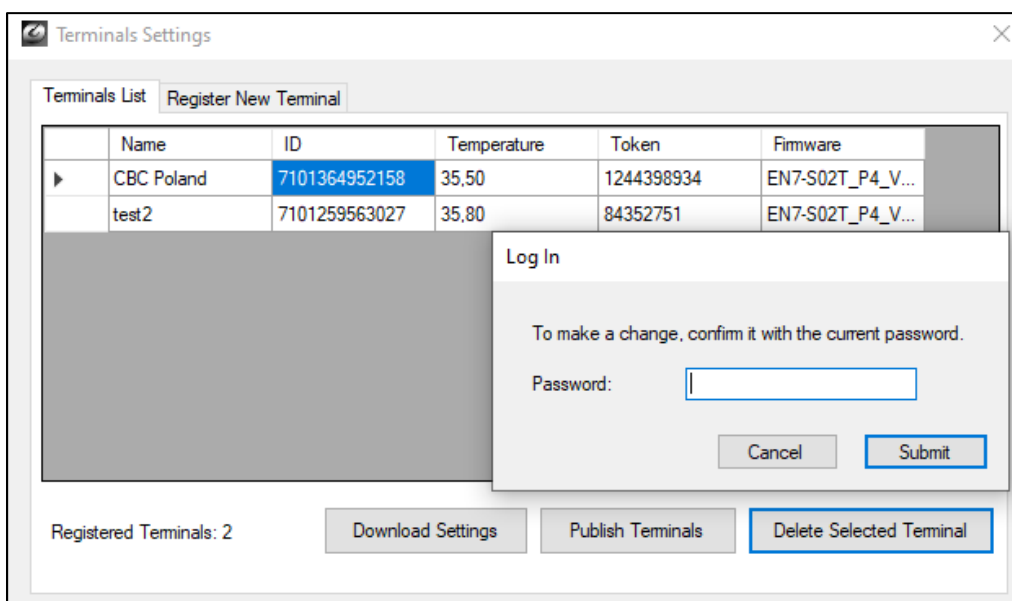 Terminals Settings
Terminals List Register New Terminal
Name ID Temperature Token Firmware
CBC Poland 7101364952158 35,50 1244398934 EN7-S02T_P4_V...
test2 7101259563027 35,80 84352751 EN7-S02T_P4_V...
Log In
To make a change, confirm it with the current password.
Password:
Cancel Submit
Registered Terminals: 2 Download Settings Publish Terminals Delete Selected Terminal